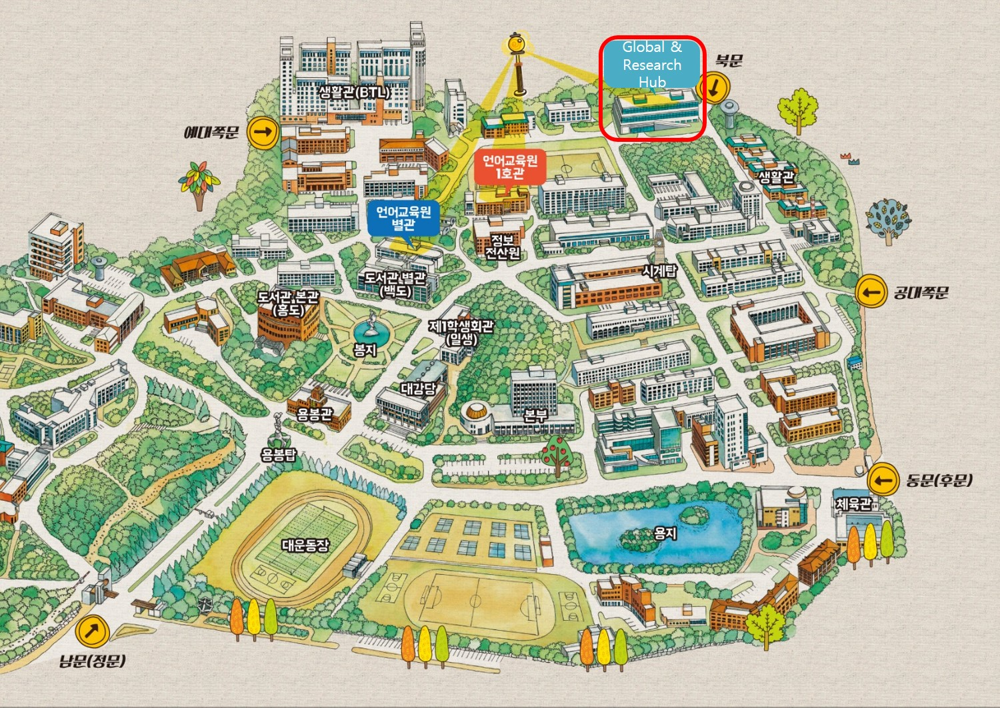 Global &
Research
Hub
북문
생활관(BTL)
예대쪽문
언어교육원
1호관
생활관
언어교육원
별관
정보
전산원
시계탑
도서관 별관
(백도)
도서관 본관
(홍도)
공대쪽문
제1학생회관
(일생)
봉지
대강당
용봉관
본부
용봉탑
동문(후문)
체육관
용지
대운동장
남문(정문)